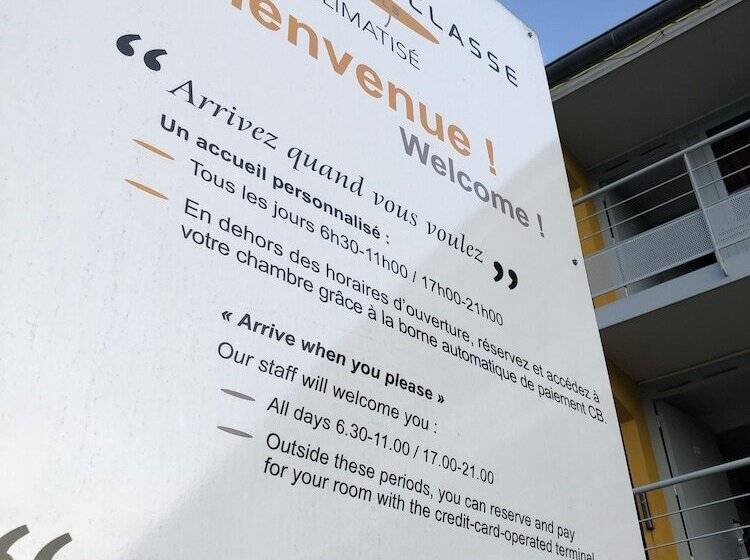 CLASSE
CLIMATISÉ
ienvenue !
Welcome !
“ Arrivez quand vous voulez ”
Un accueil personnalisé :
Tous les jours 6h30-11h00 / 17h00-21h00
En dehors des horaires d'ouverture, réservez et accédez à
votre chambre grâce à la borne automatique de paiement CB.
« Arrive when you please »
Our staff will welcome you :
All days 6.30-11.00 / 17.00-21.00
Outside these periods, you can reserve and pay
for your room with the credit-card-operated terminal
“